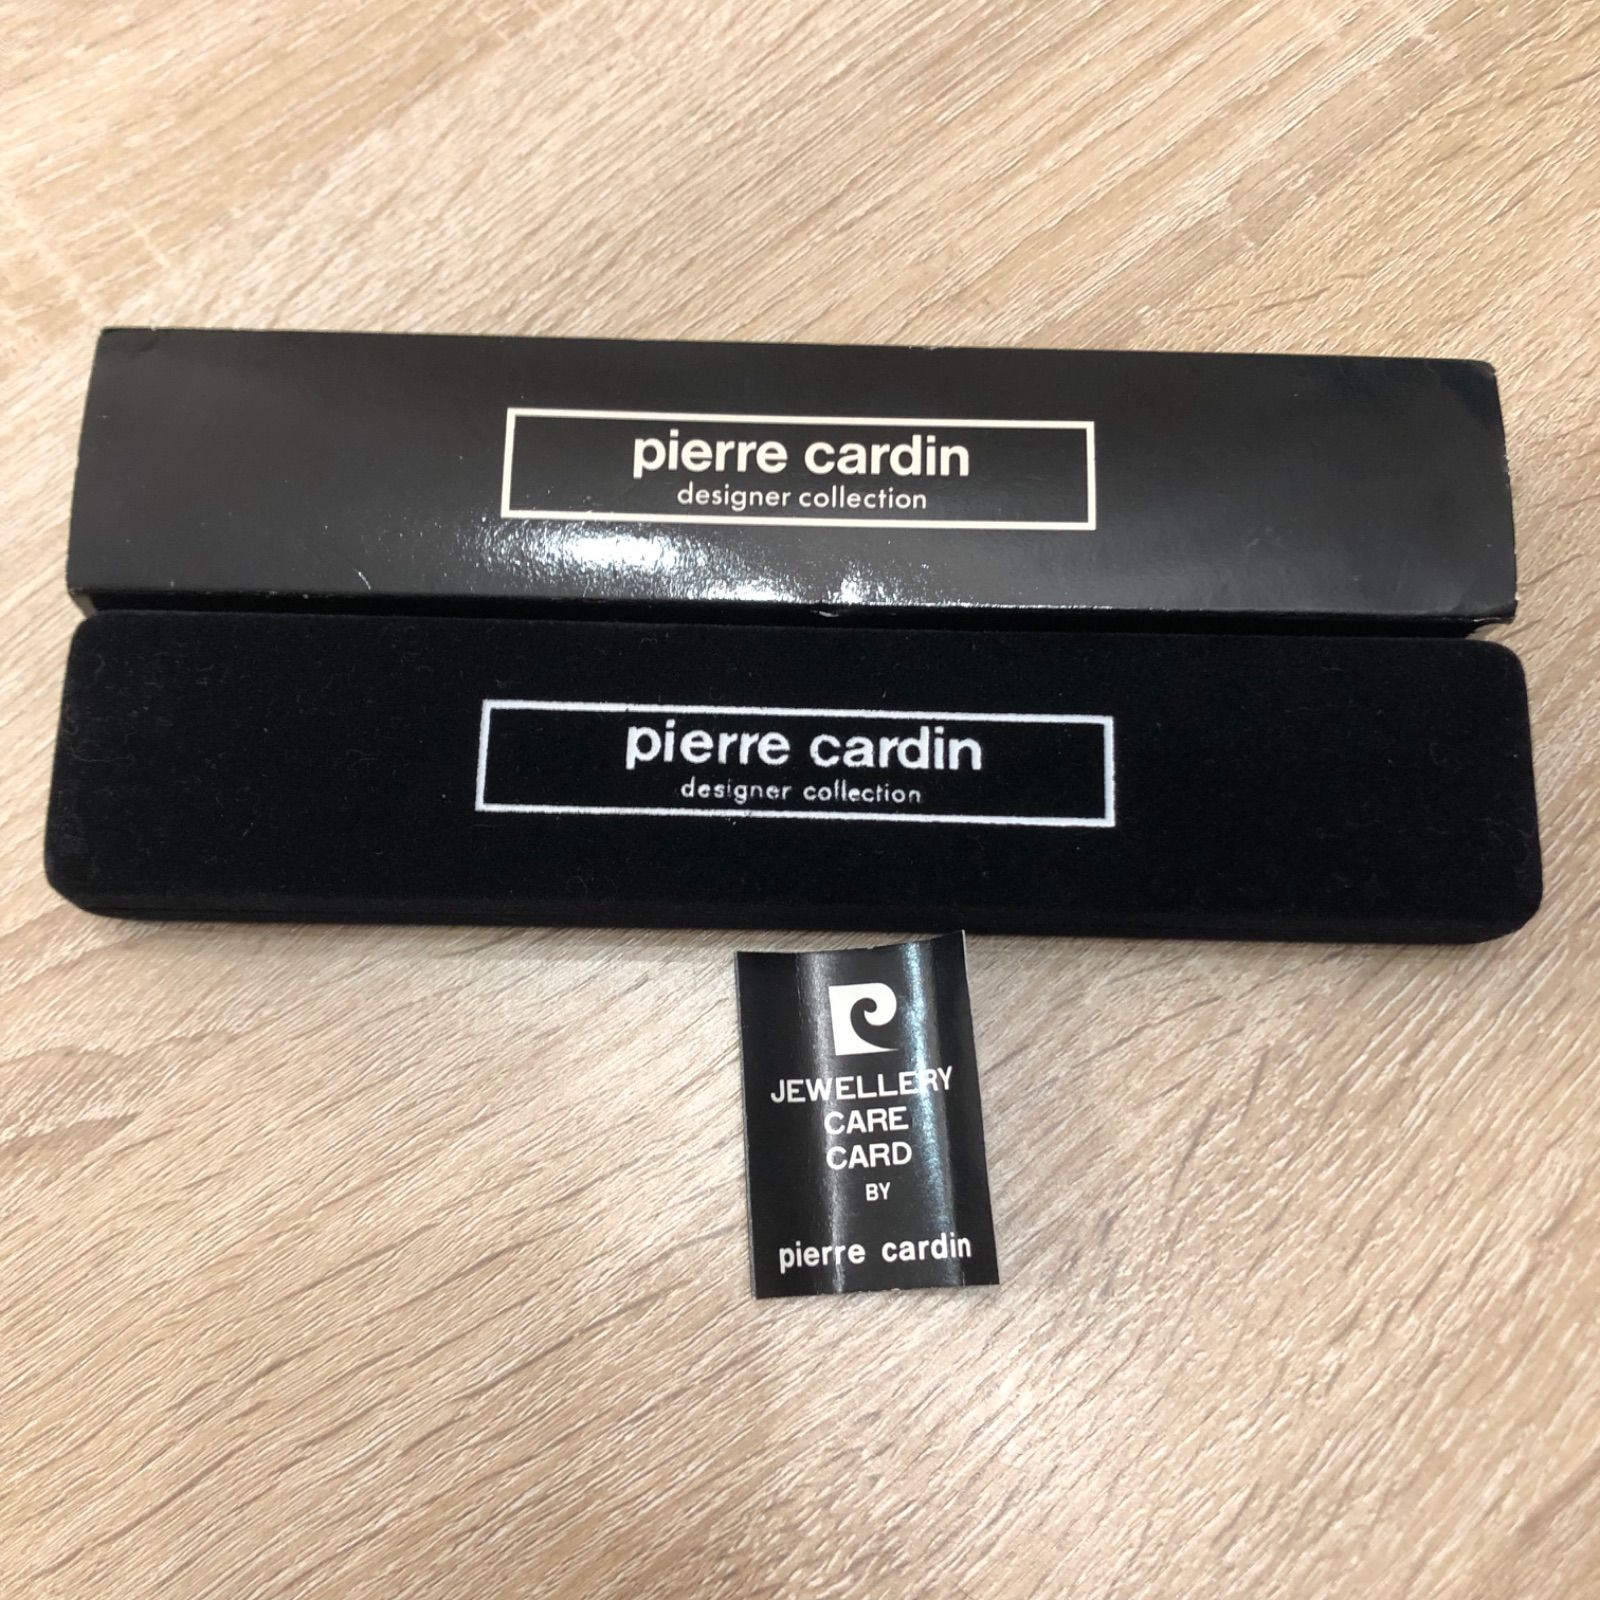 pierre cardin
designer collection
pierre cardin
designer collection
JEWELLERY
CARE
CARD
BY
pierre cardin